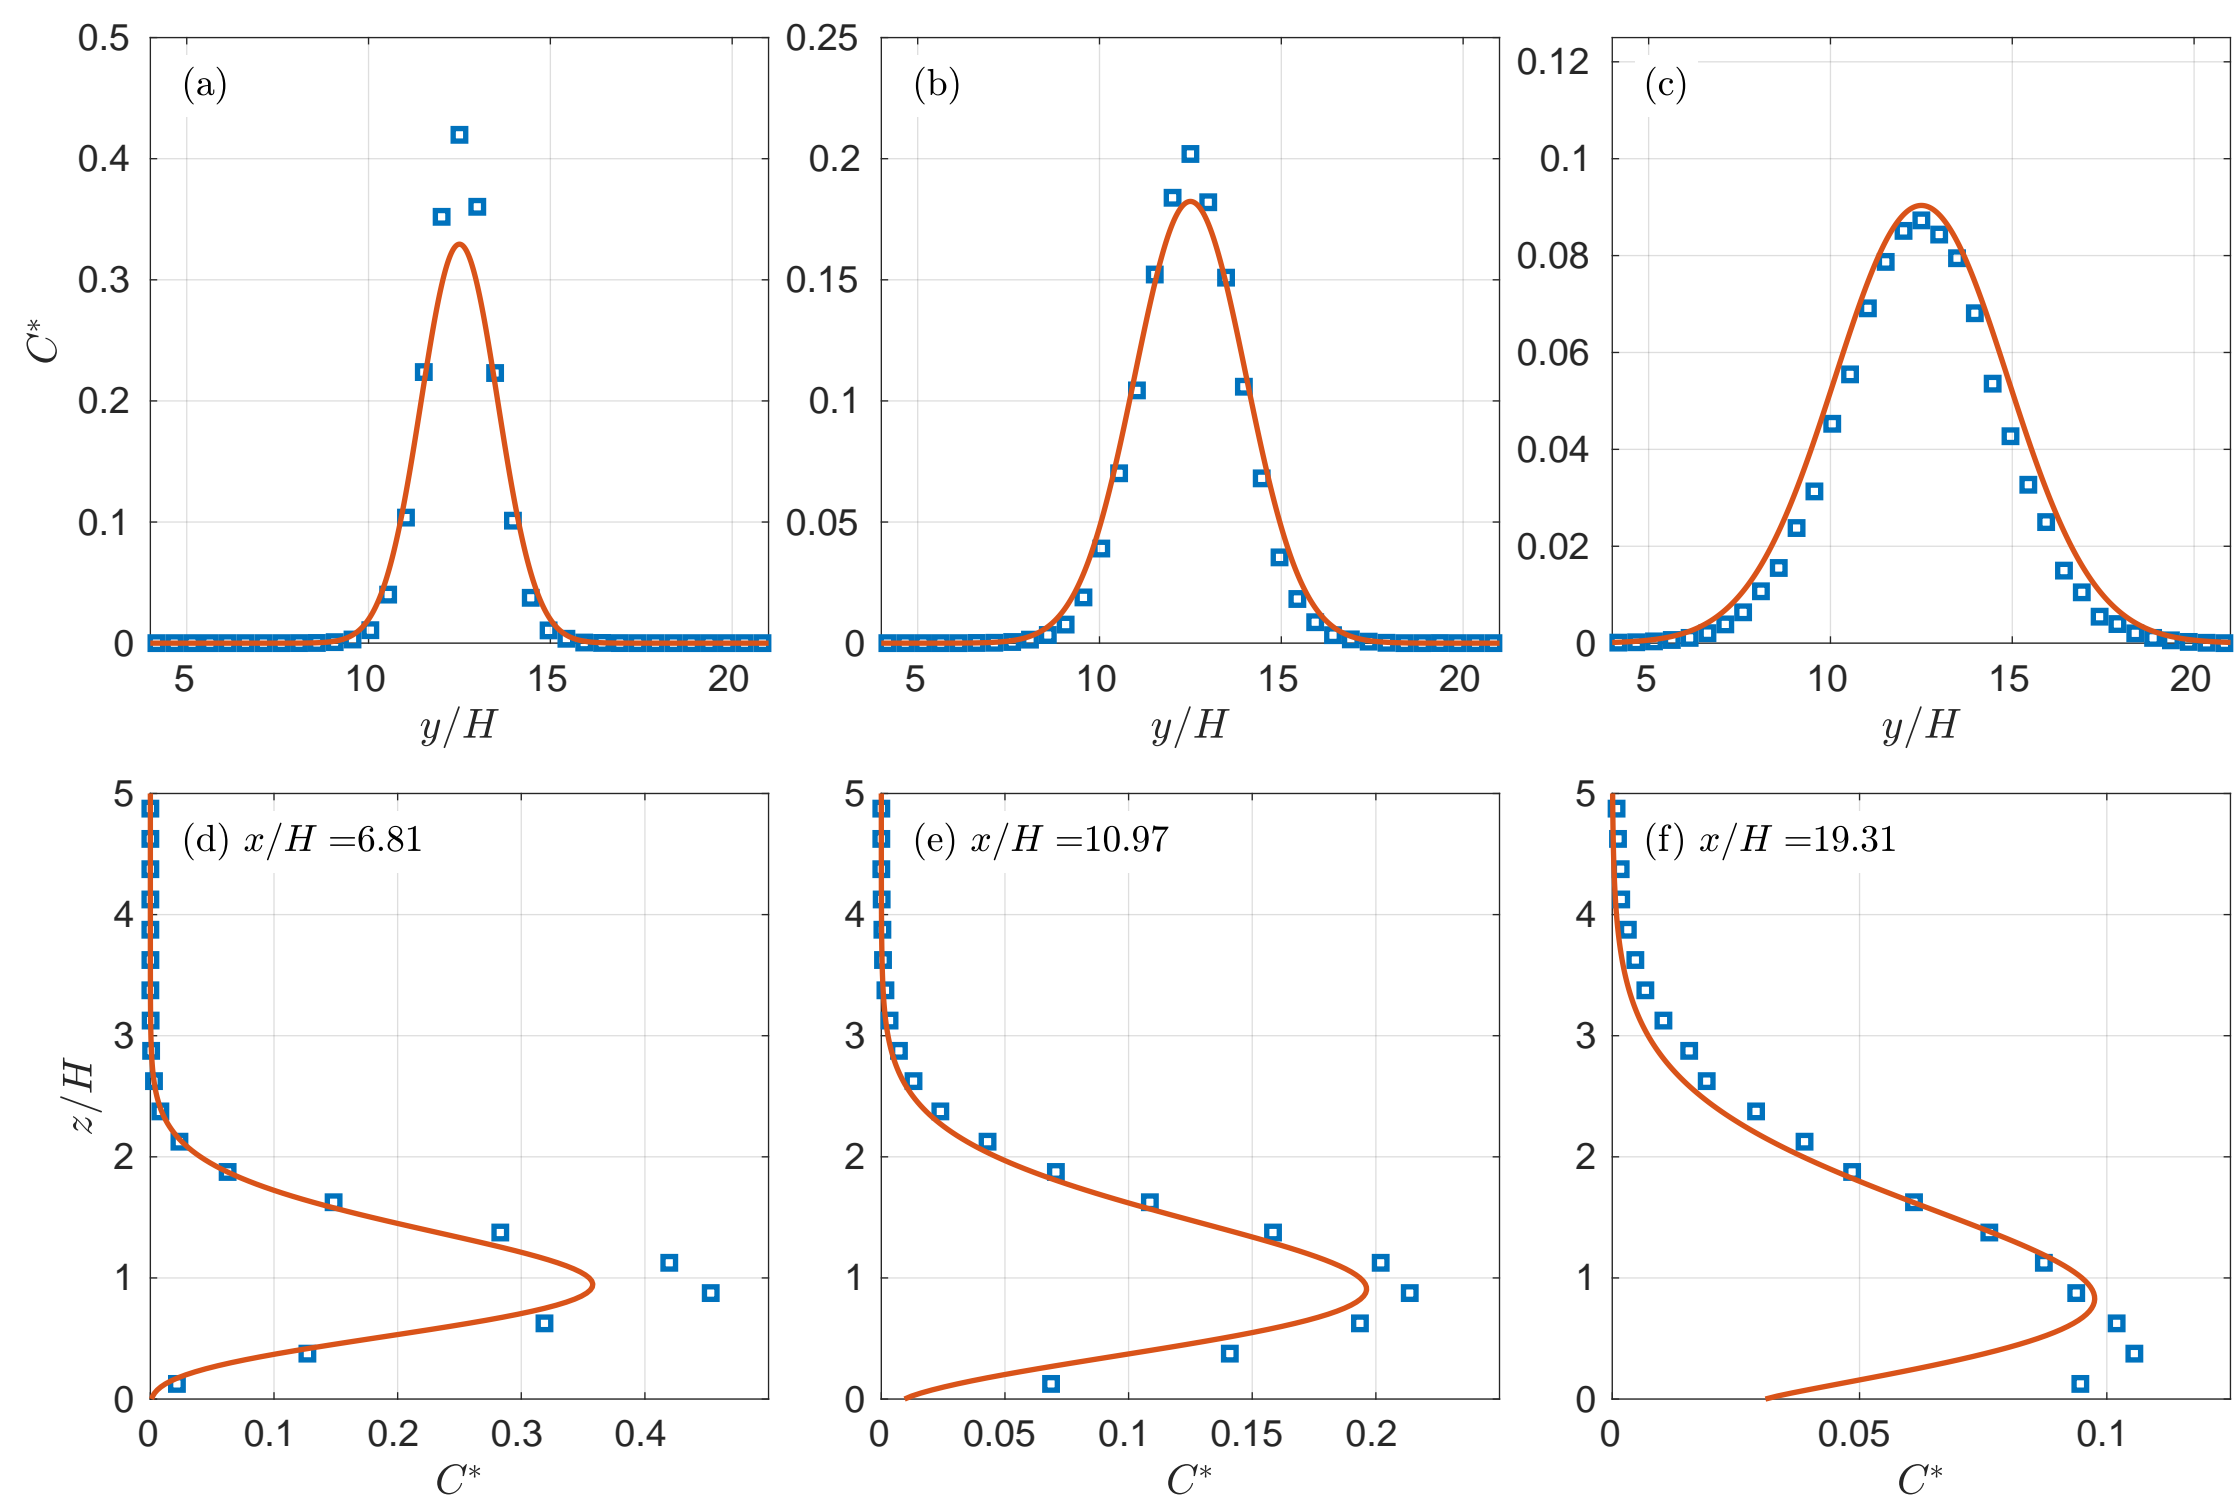 0.5
0.4
0.3
0.2
0.1
0
(a)
C*
5 10 15 20
y/H
0.25
0.2
0.15
0.1
0.05
0
(b)
5 10 15 20
y/H
0.12
0.1
0.08
0.06
0.04
0.02
0
(c)
5 10 15 20
y/H
5
4
3
2
1
0
(d) x/H =6.81
z/H
0 0.1 0.2 0.3 0.4
C*
5
4
3
2
1
0
(e) x/H =10.97
0 0.05 0.1 0.15 0.2
C*
5
4
3
2
1
0
(f) x/H =19.31
0 0.05 0.1
C*